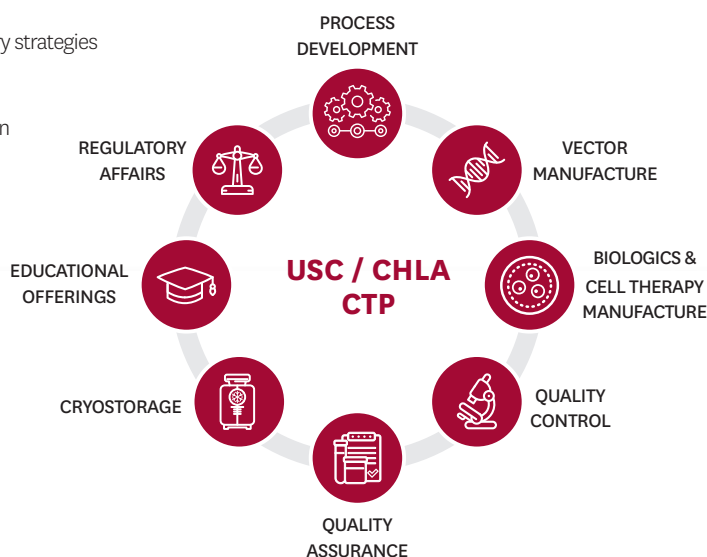 PROCESS
DEVELOPMENT
strategies
REGULATORY
AFFAIRS
VECTOR
MANUFACTURE
EDUCATIONAL
OFFERINGS
USC / CHLA
CTP
BIOLOGICS &
CELL THERAPY
MANUFACTURE
CRYOSTORAGE
QUALITY
CONTROL
QUALITY
ASSURANCE